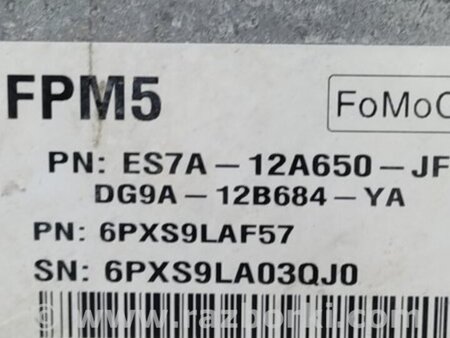 FPM5
FoMoC
PN: ES7A-12A650-JF
DG9A-12B684-YA
PN: 6PXS9LAF57
SN: 6PXS9LA03QJ0
www.razborki.com